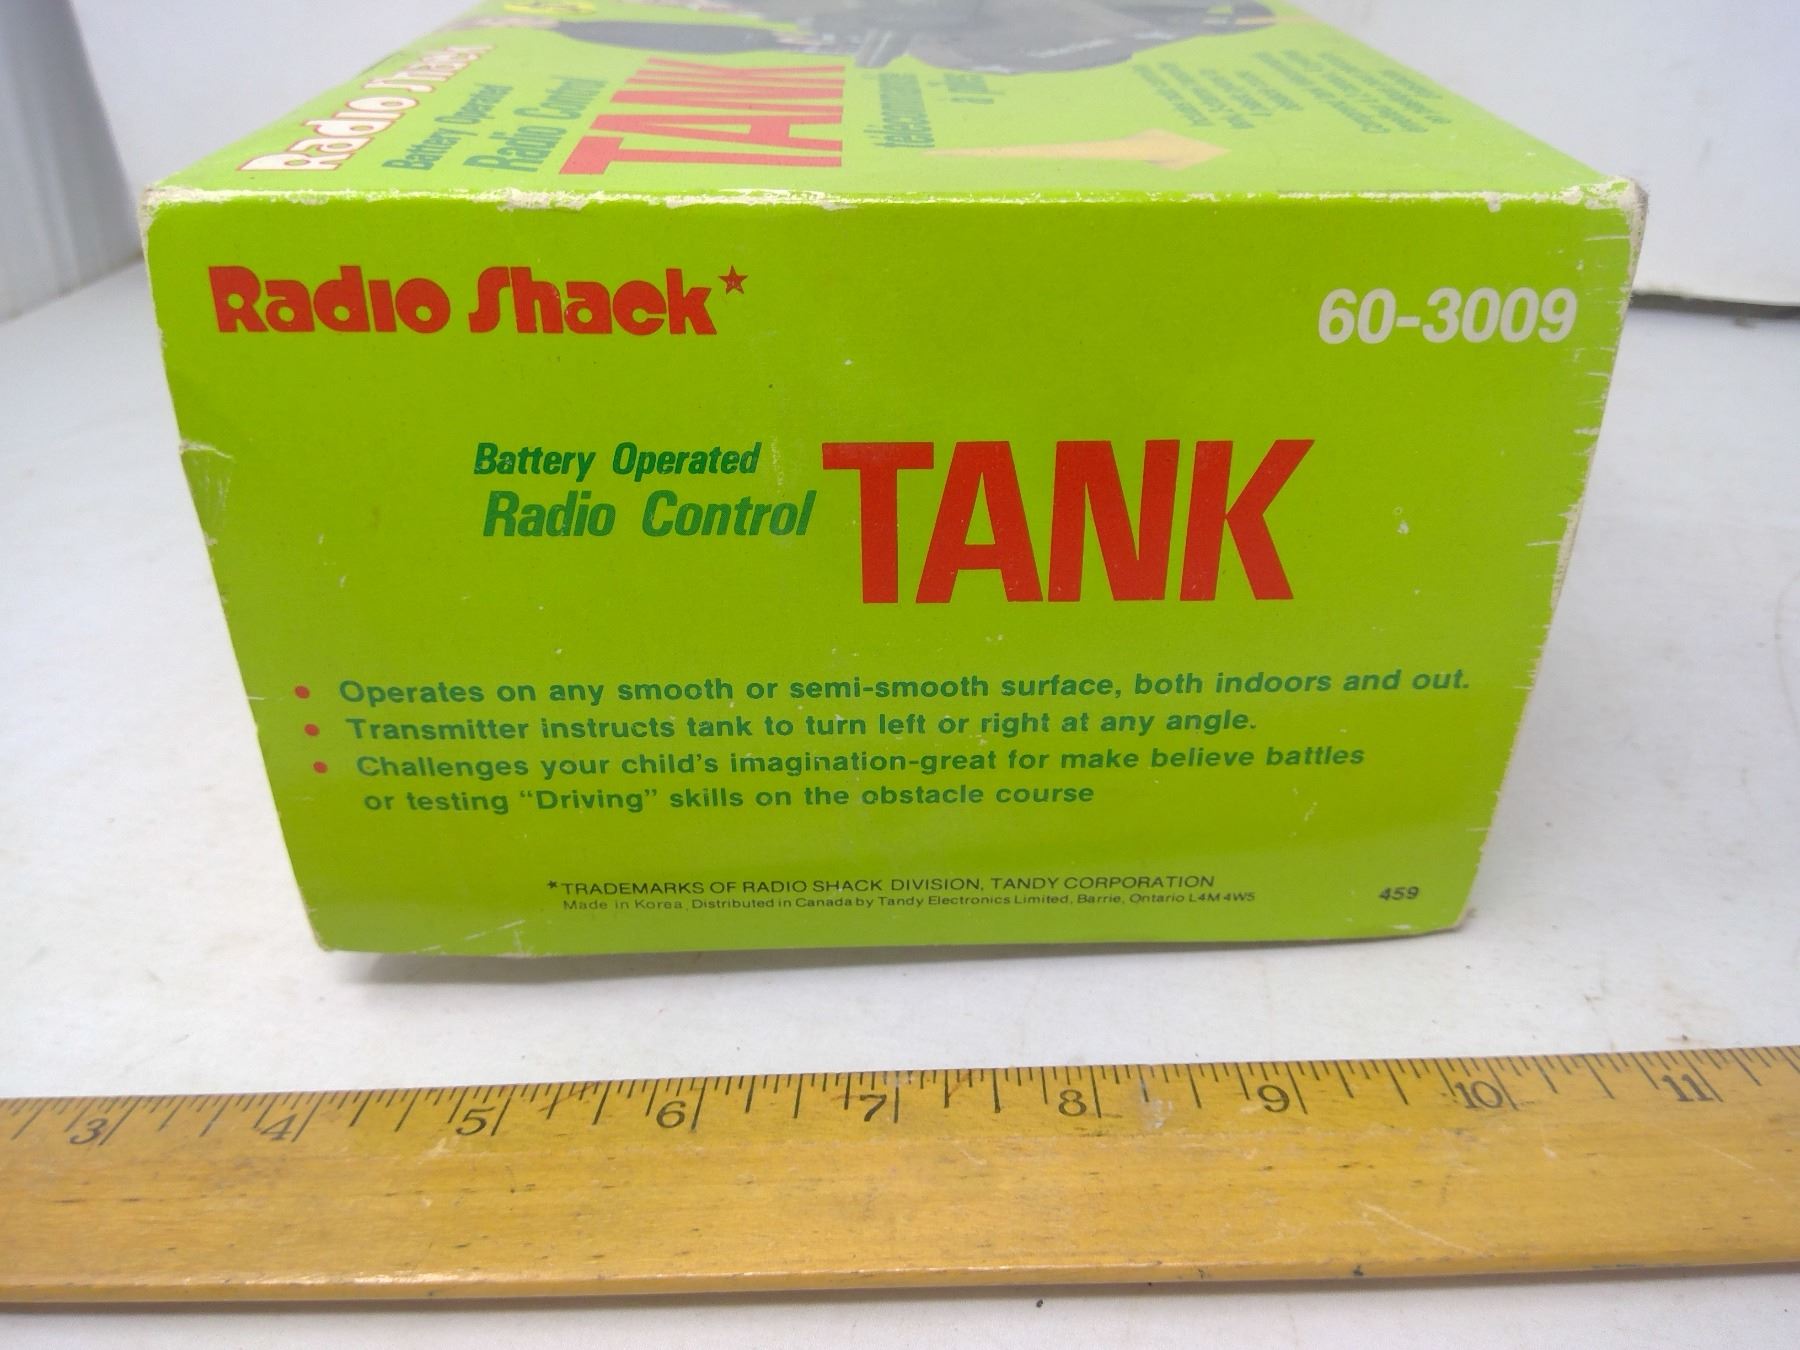 Radio Shack
Battery Operated
Radio Control
TANK
télécommande
à piles
Radio Shack*
60-3009
Battery Operated
Radio Control
TANK
• Operates on any smooth or semi-smooth surface, both indoors and out.
• Transmitter instructs tank to turn left or right at any angle.
• Challenges your child's imagination-great for make believe battles
or testing “Driving” skills on the obstacle course
*TRADEMARKS OF RADIO SHACK DIVISION, TANDY CORPORATION
Made in Korea, Distributed in Canada by Tandy Electronics Limited, Barrie, Ontario L4M 4W5
459
3 4 5 6 7 8 9 10 11